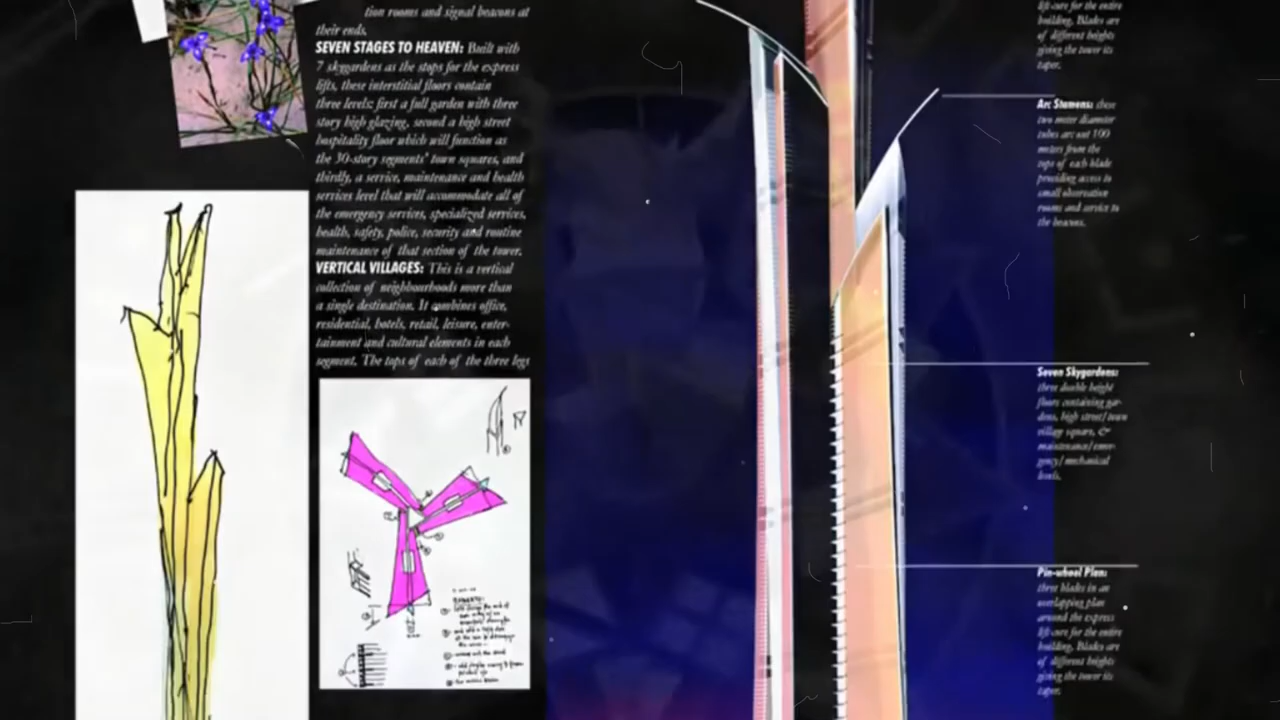 tion rooms and signal beacons at
their ends.
SEVEN STAGES TO HEAVEN: Built with
7 skygardens as the stops for the express
lifts, these interstitial floors contain
three levels: first a full garden with three
story high glazing, second a high street
hospitality floor which will function as
the 30-story segments' town squares, and
thirdly, a service, maintenance and health
services level that will accommodate all of
the emergency services, specialized services,
health, safety, police, security and routine
maintenance of that section of the tower.
VERTICAL VILLAGES: This is a vertical
collection of neighbourhoods more than
a single destination. It combines office,
residential, hotels, retail, leisure, enter-
tainment and cultural elements in each
segment. The tops of each of the three legs
lift-core for the entire
building. Blades are
of different heights
giving the tower its
taper.
Arc Stamens: these
two meter diameter
tubes arc out 100
meters from the
tops of each blade
providing access to
small observation
rooms and service to
the beacons.
Seven Skygardens:
three double height
floors containing gar-
dens, high street/town
village square, &
maintenance/emer-
gency/mechanical
levels.
Pin-wheel Plan:
three blades in an
overlapping plan
around the express
lift-core for the entire
building. Blades are
of different heights
giving the tower its
taper.